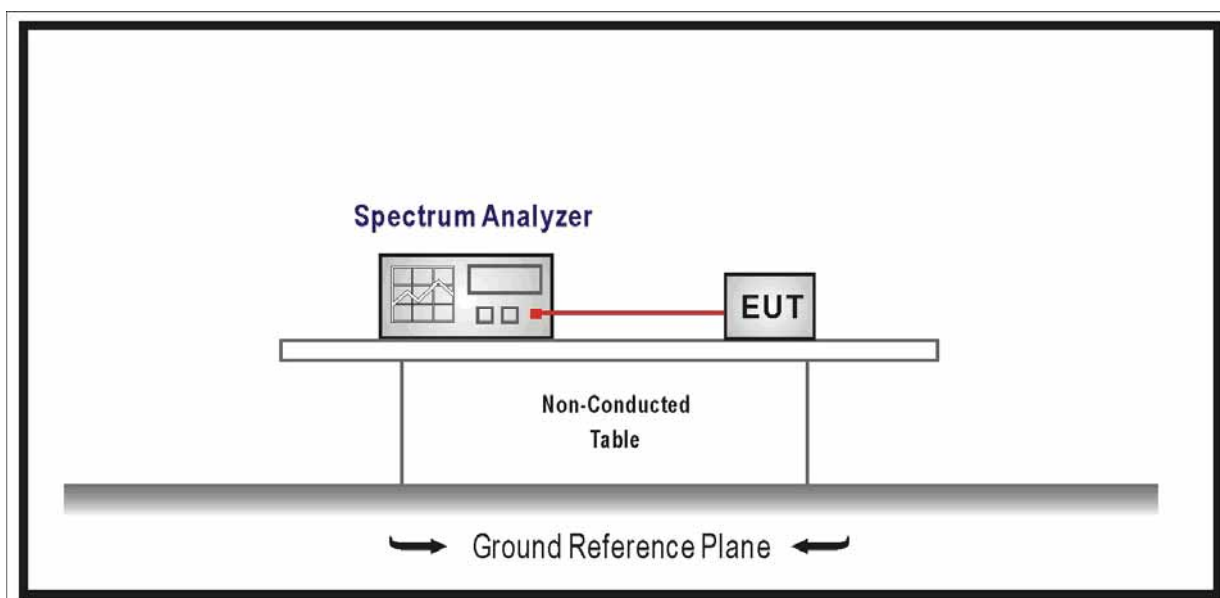 Spectrum Analyzer
EUT
Non-Conducted
Table
Ground Reference Plane